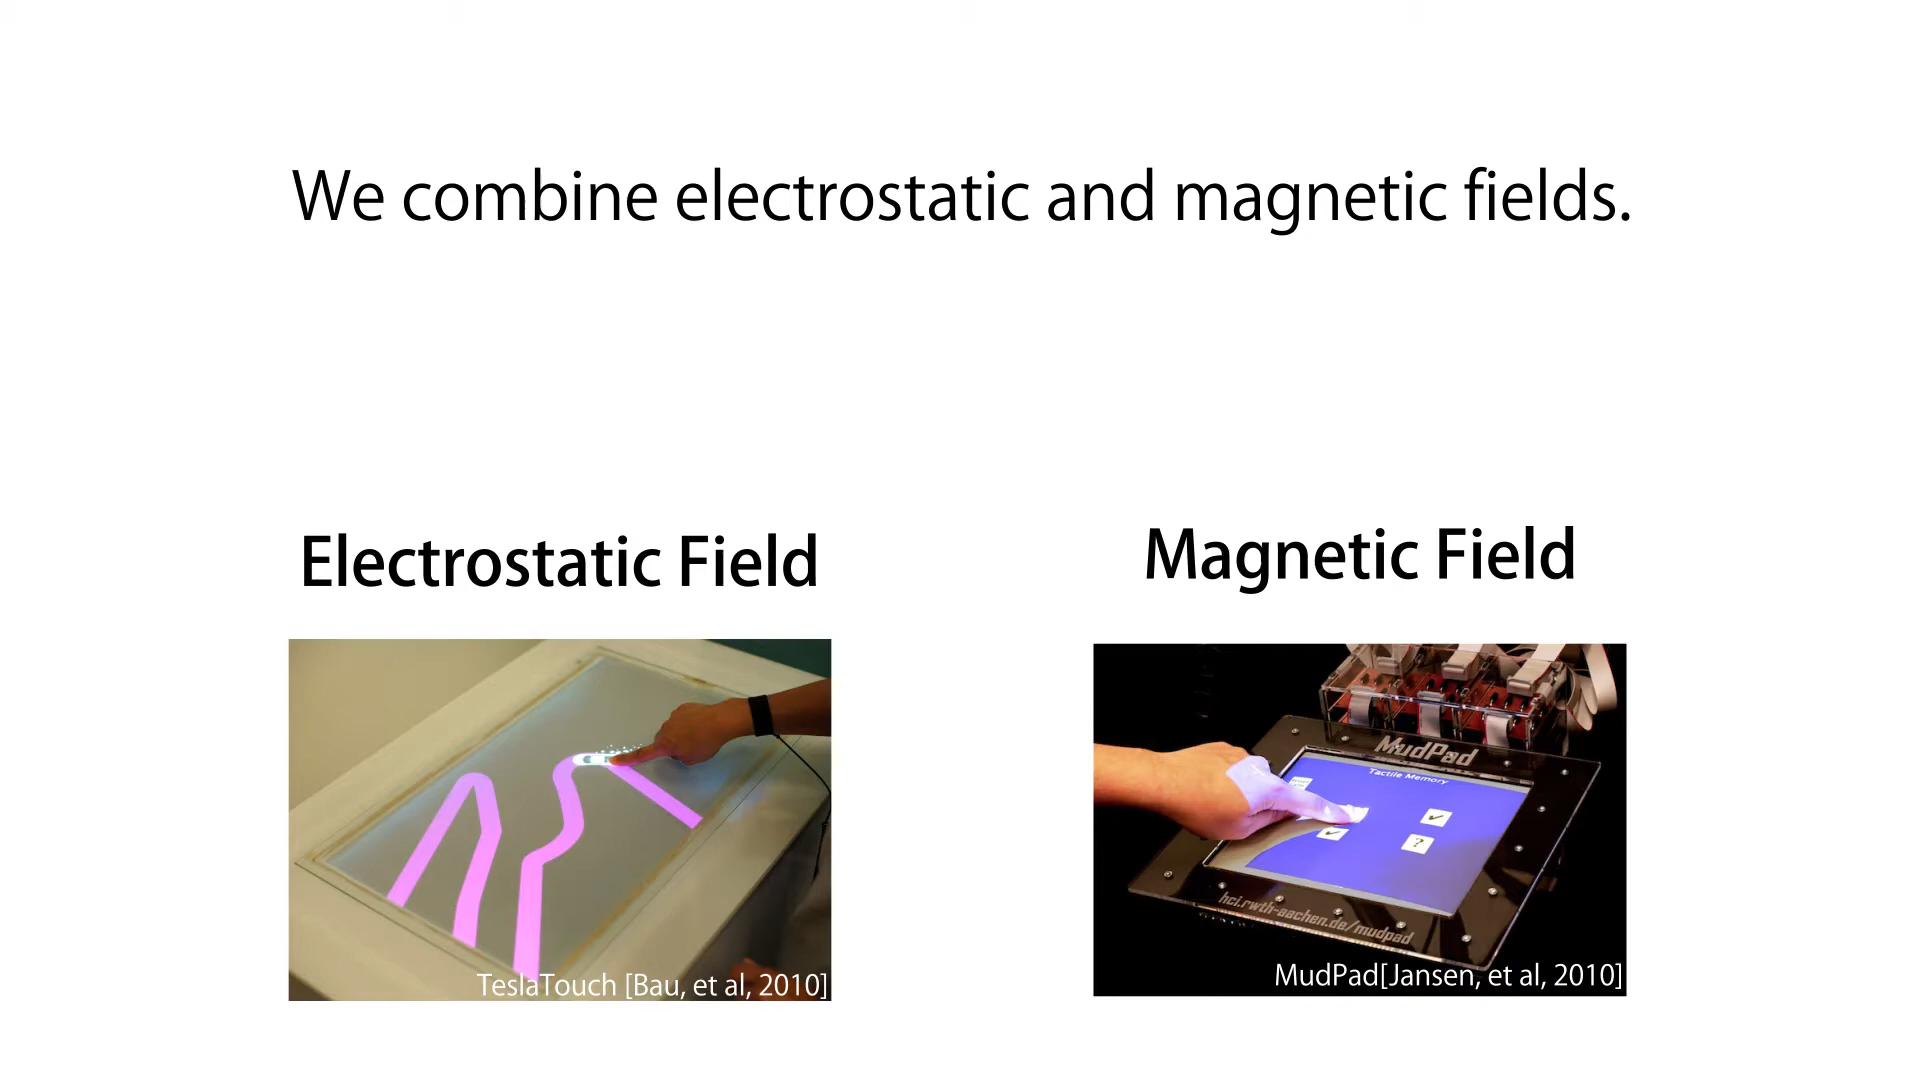 We combine electrostatic and magnetic fields.
Electrostatic Field
Magnetic Field
TeslaTouch [Bau, et al, 2010]
MudPad
Tactile Memory
?
hci.rwth-aachen.de/mudpad
MudPad[Jansen, et al, 2010]